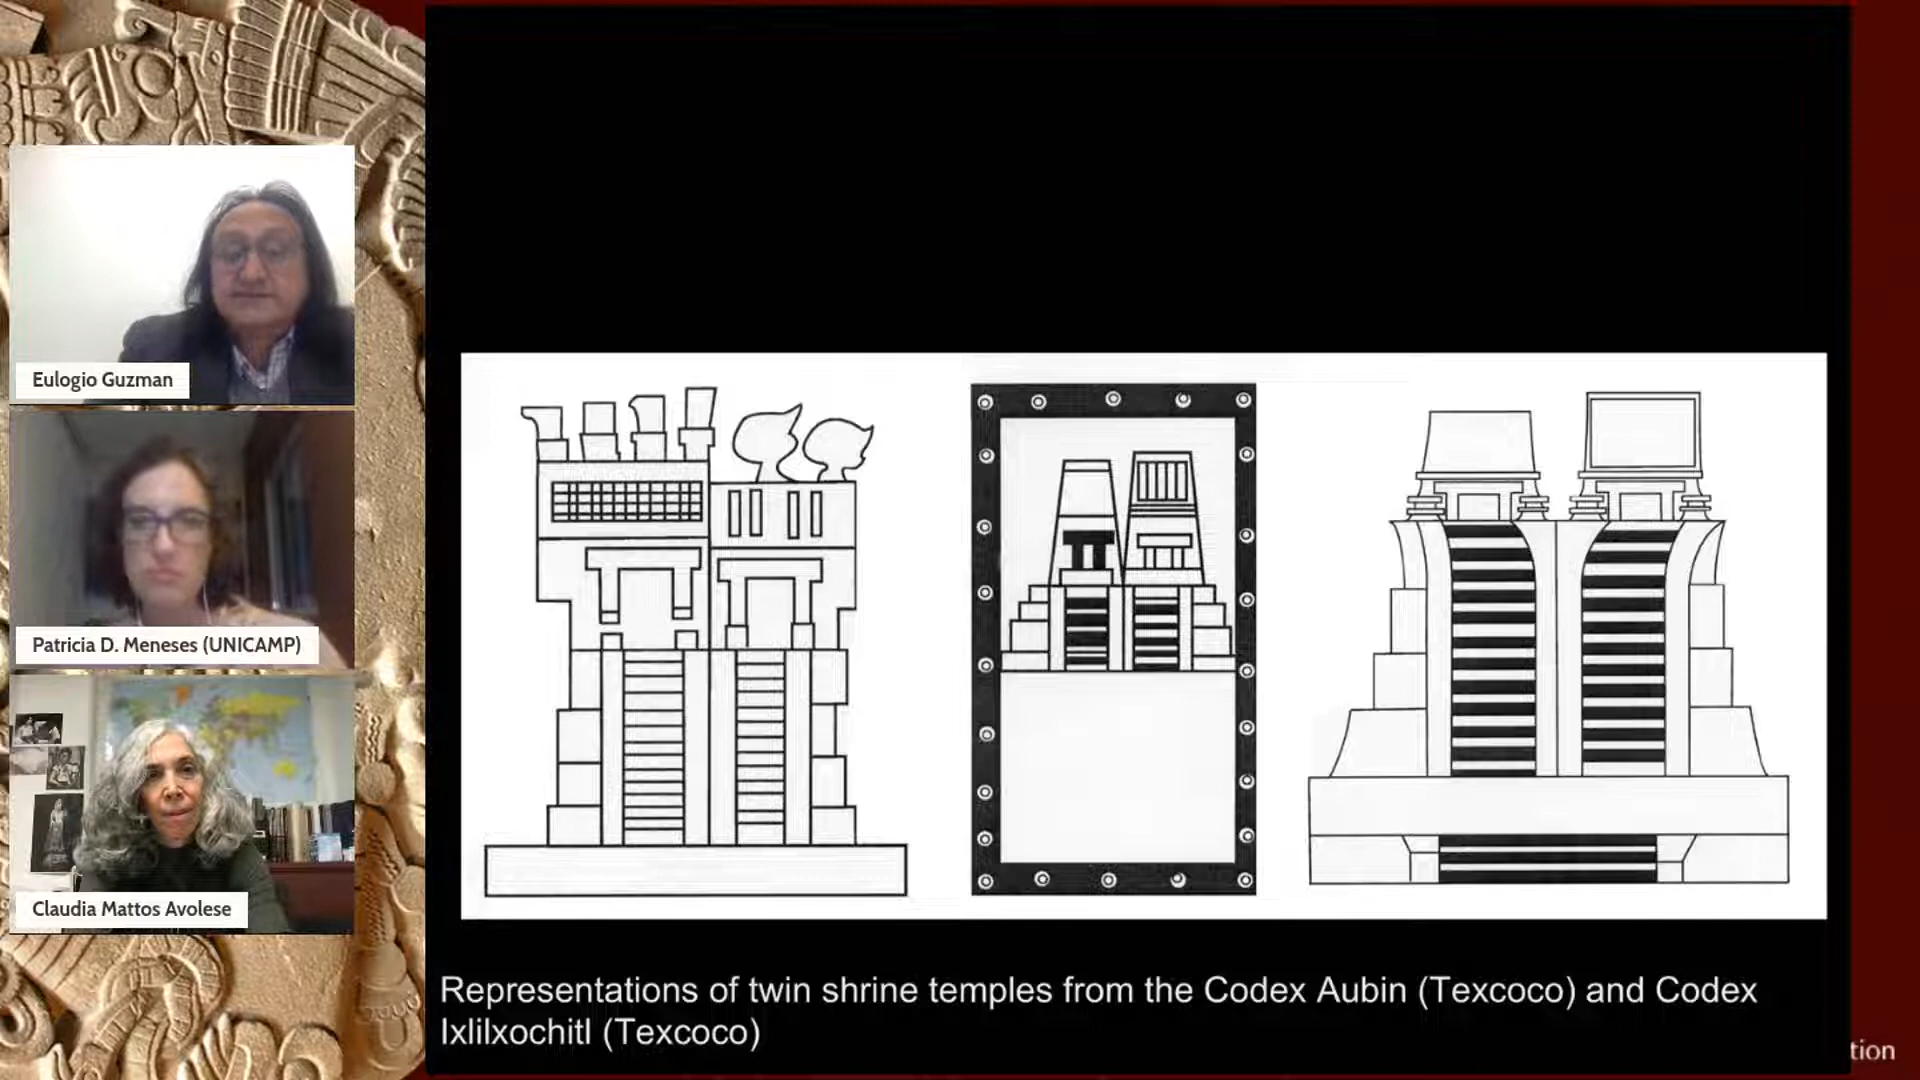 Eulogio Guzman
Patricia D. Meneses (UNICAMP)
Claudia Mattos Avolese
Representations of twin shrine temples from the Codex Aubin (Texcoco) and Codex
Ixlilxochitl (Texcoco)
tion